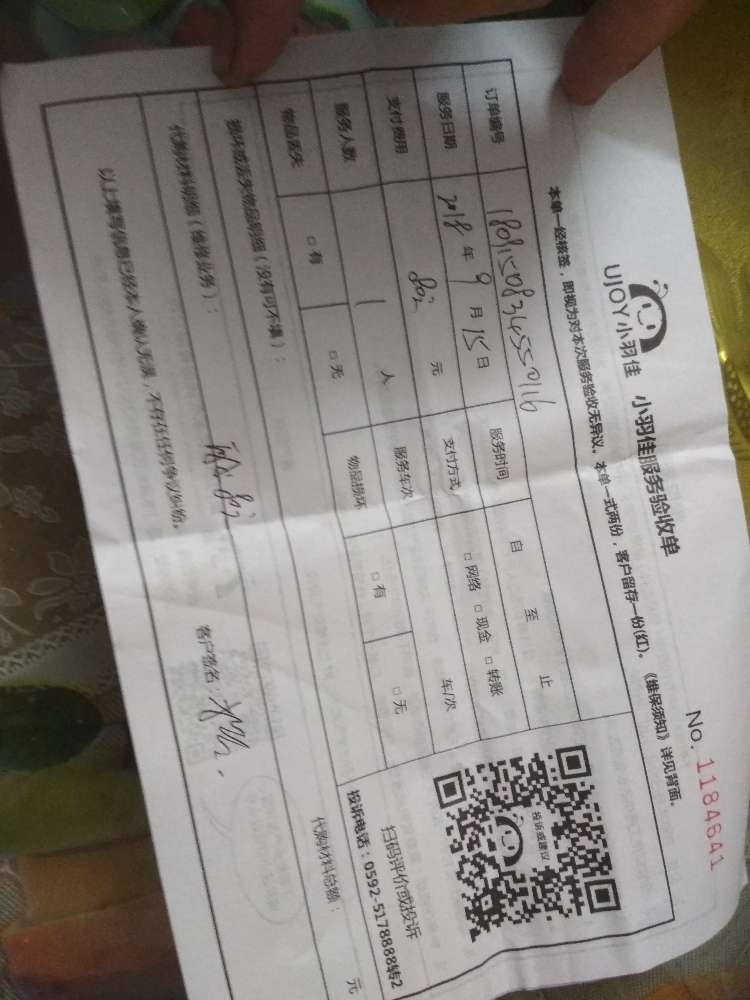 UJOY小羽佳 小羽佳服务验收单
No. 1184641
本单一经核签，即视为对本次服务验收无异议。本单一式两份，客户留存一份(红)。《维保须知》详见背面。
订单编号
服务时间 自 至 止
服务日期 2018 年 9 月 15 日
支付方式 □ 网络 □ 现金 □ 转账
支付费用 元
服务车次 车/次
服务人数 1 人
物品损坏 □ 有 □ 无
物品丢失 □ 有 □ 无
投诉或建议
扫码评价或投诉
投诉电话：0592-5178888转2
损坏或丢失物品明细（没有可不填）：
代购材料明细（维修业务）：
代购材料总额： 元
以上填写信息已经本人确认无误，不存在任何争议纠纷。
客户签名：